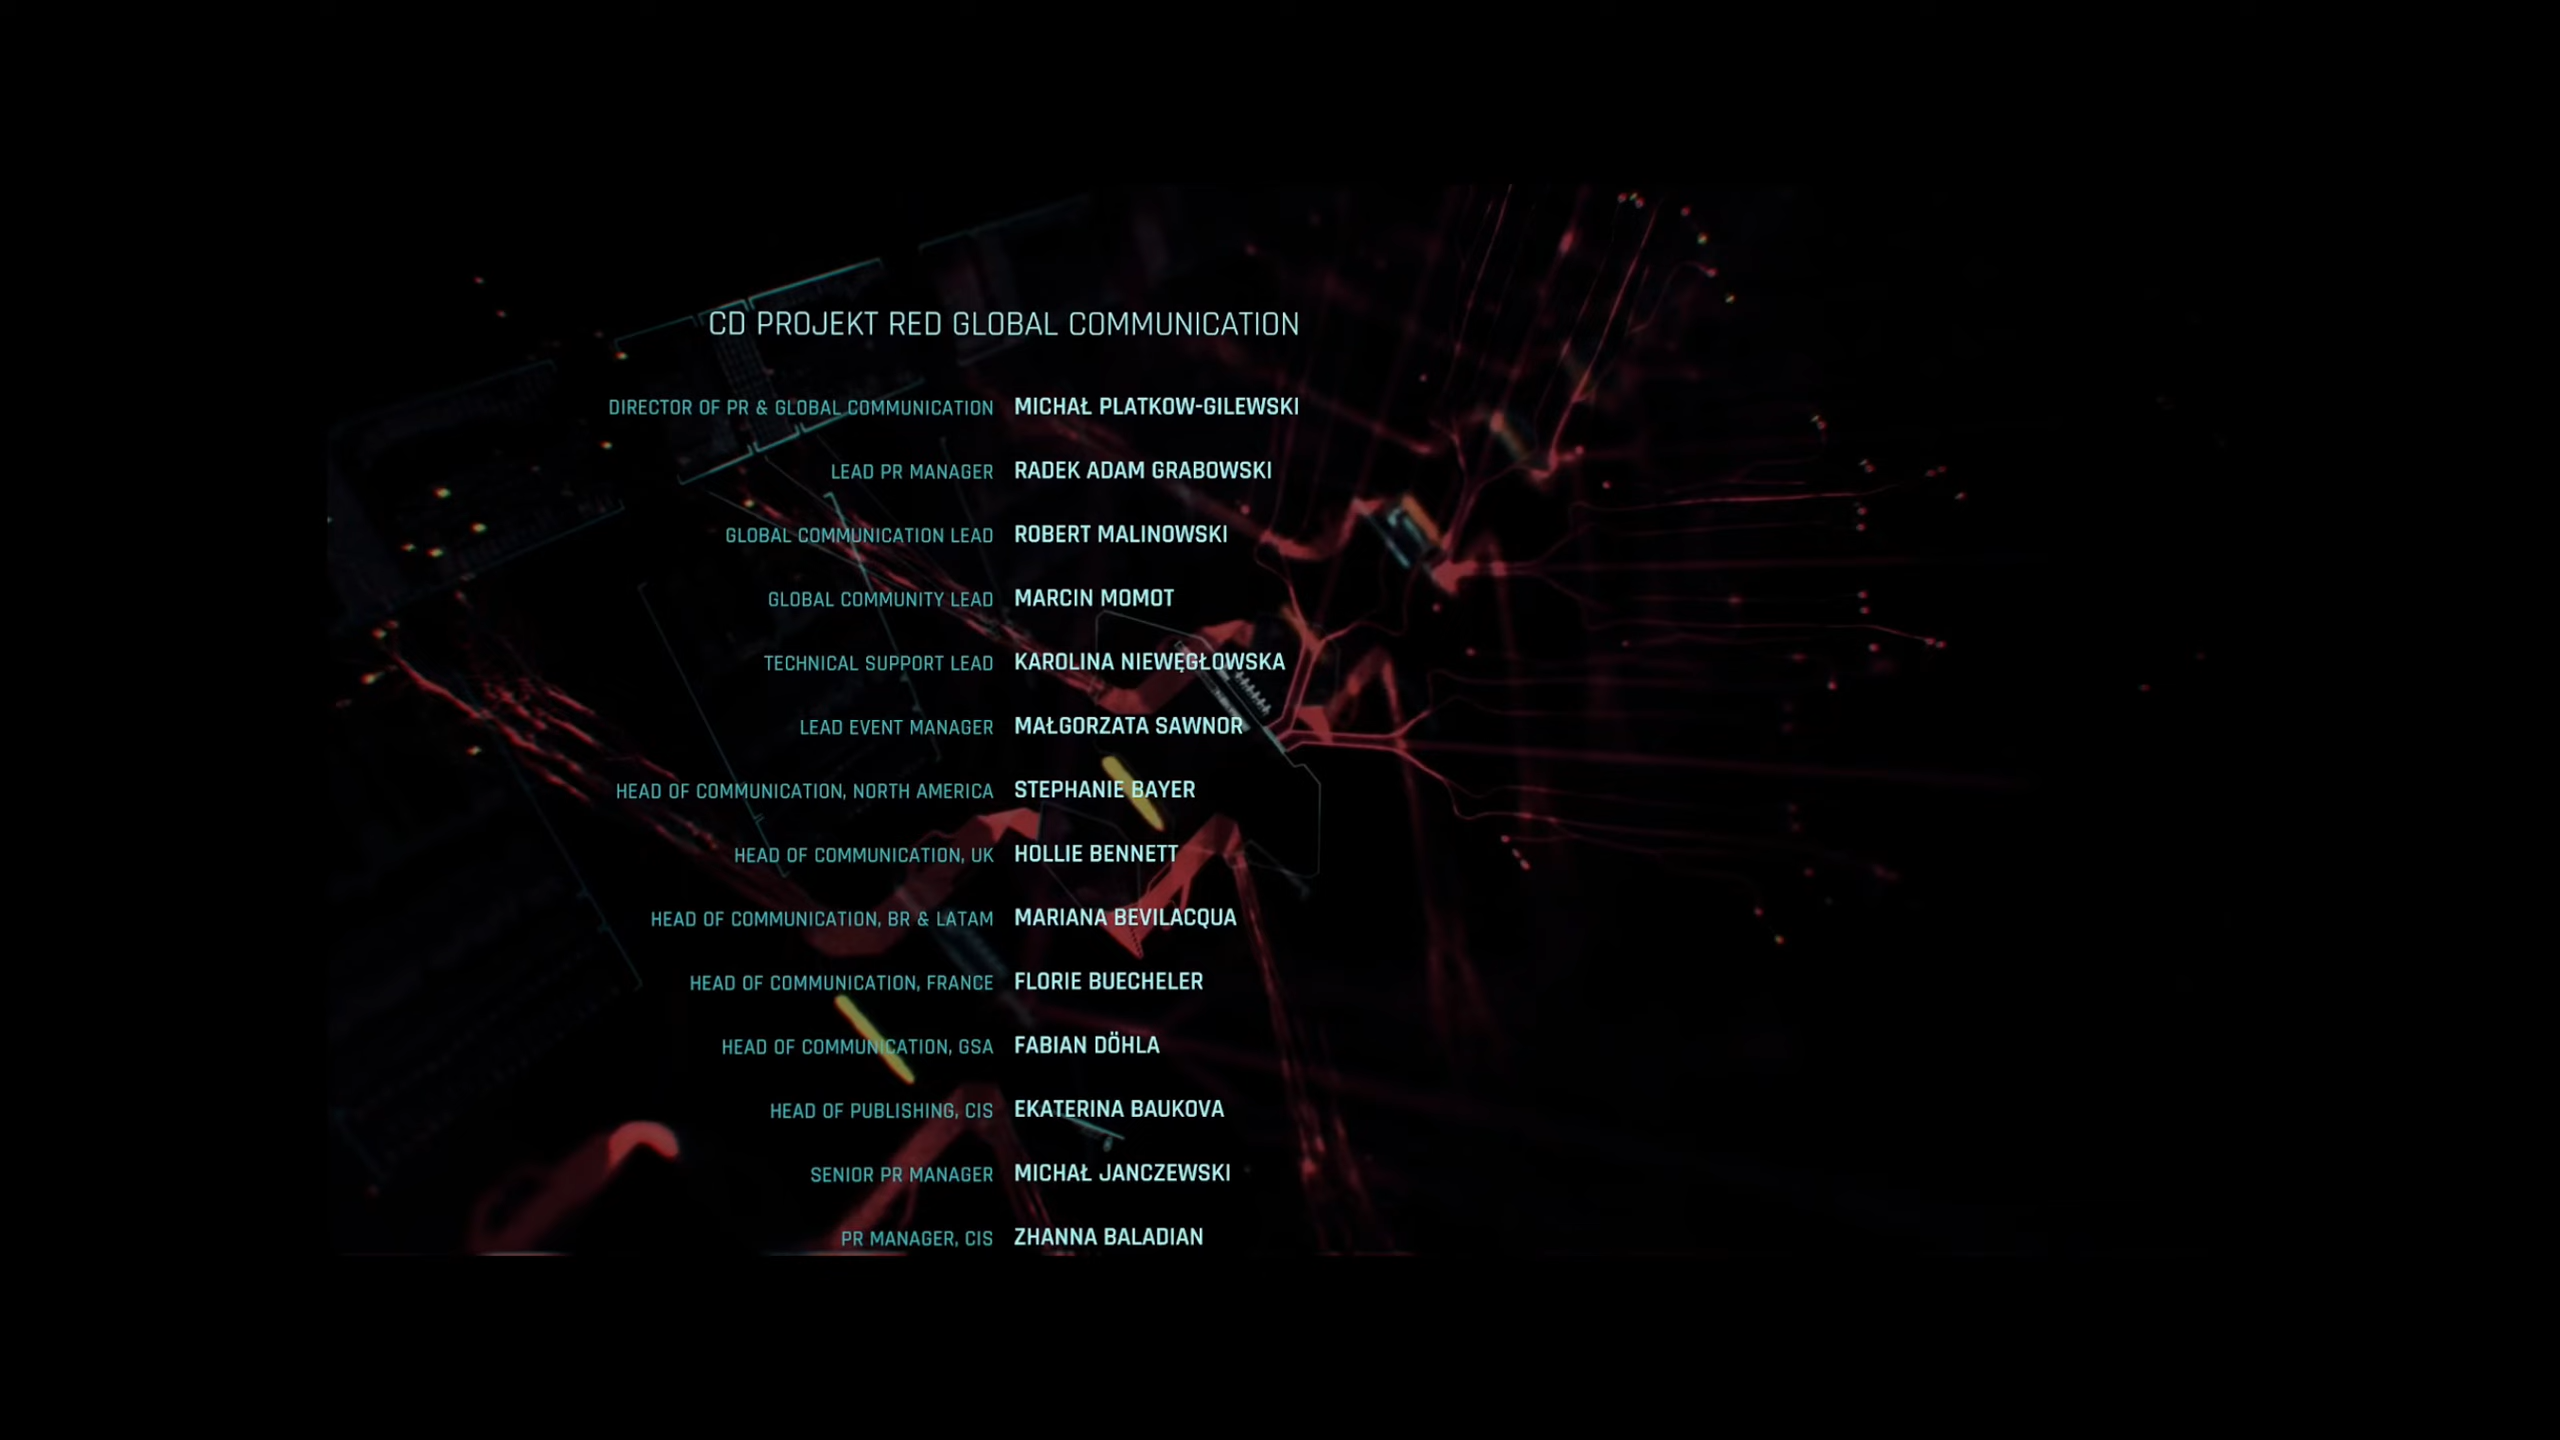 CD PROJEKT RED GLOBAL COMMUNICATION
DIRECTOR OF PR & GLOBAL COMMUNICATION MICHAŁ PLATKOW-GILEWSKI
LEAD PR MANAGER RADEK ADAM GRABOWSKI
GLOBAL COMMUNICATION LEAD ROBERT MALINOWSKI
GLOBAL COMMUNITY LEAD MARCIN MOMOT
TECHNICAL SUPPORT LEAD KAROLINA NIEWĘGŁOWSKA
LEAD EVENT MANAGER MAŁGORZATA SAWNOR
HEAD OF COMMUNICATION, NORTH AMERICA STEPHANIE BAYER
HEAD OF COMMUNICATION, UK HOLLIE BENNETT
HEAD OF COMMUNICATION, BR & LATAM MARIANA BEVILACQUA
HEAD OF COMMUNICATION, FRANCE FLORIE BUECHELER
HEAD OF COMMUNICATION, GSA FABIAN DÖHLA
HEAD OF PUBLISHING, CIS EKATERINA BAUKOVA
SENIOR PR MANAGER MICHAŁ JANCZEWSKI
PR MANAGER, CIS ZHANNA BALADIAN